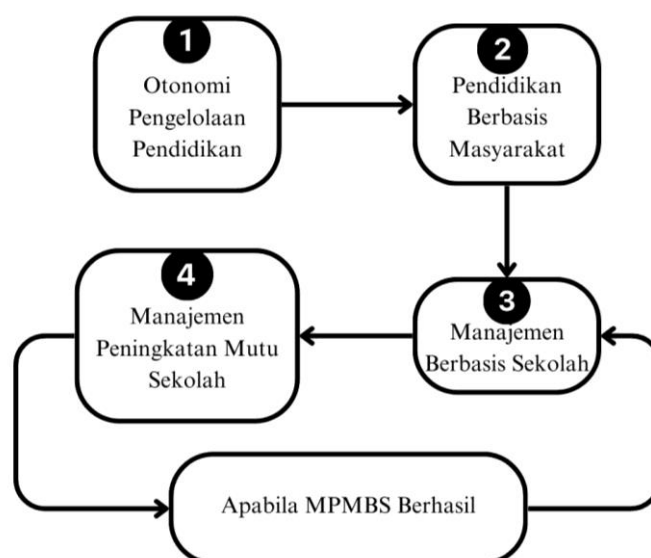 1
Otonomi
Pengelolaan
Pendidikan
2
Pendidikan
Berbasis
Masyarakat
3
Manajemen
Berbasis Sekolah
4
Manajemen
Peningkatan Mutu
Sekolah
Apabila MPMBS Berhasil